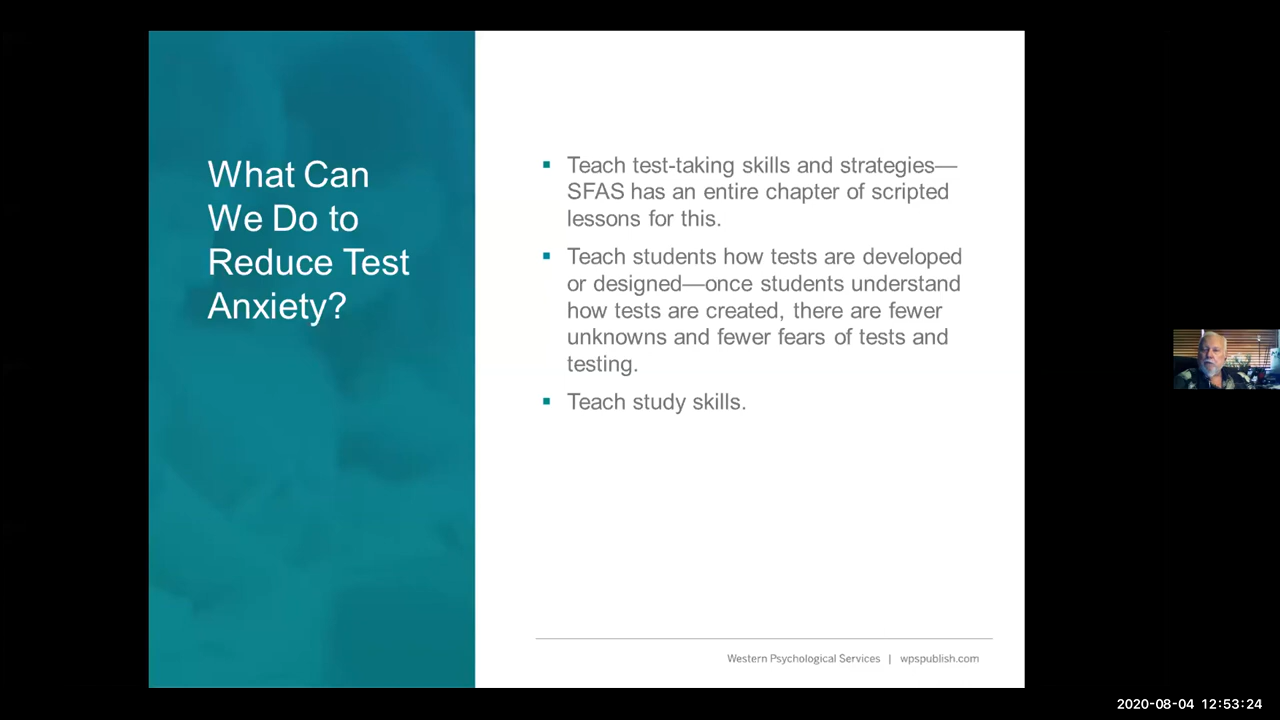 What Can
We Do to
Reduce Test
Anxiety?
Teach test-taking skills and strategies—
SFAS has an entire chapter of scripted
lessons for this.
Teach students how tests are developed
or designed—once students understand
how tests are created, there are fewer
unknowns and fewer fears of tests and
testing.
Teach study skills.
Western Psychological Services | wpspublish.com
2020-08-04 12:53:24